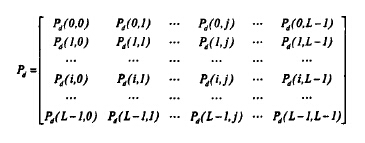 P_d(0,0) P_d(0,1) ... P_d(0,j) ... P_d(0,L-1)
P_d(1,0) P_d(1,1) ... P_d(1,j) ... P_d(1,L-1)
... ... ... ... ... ...
P_d = P_d(i,0) P_d(i,1) ... P_d(i,j) ... P_d(i,L-1)
... ... ... ... ... ...
P_d(L-1,0) P_d(L-1,1) ... P_d(L-1,j) ... P_d(L-1,L-1)